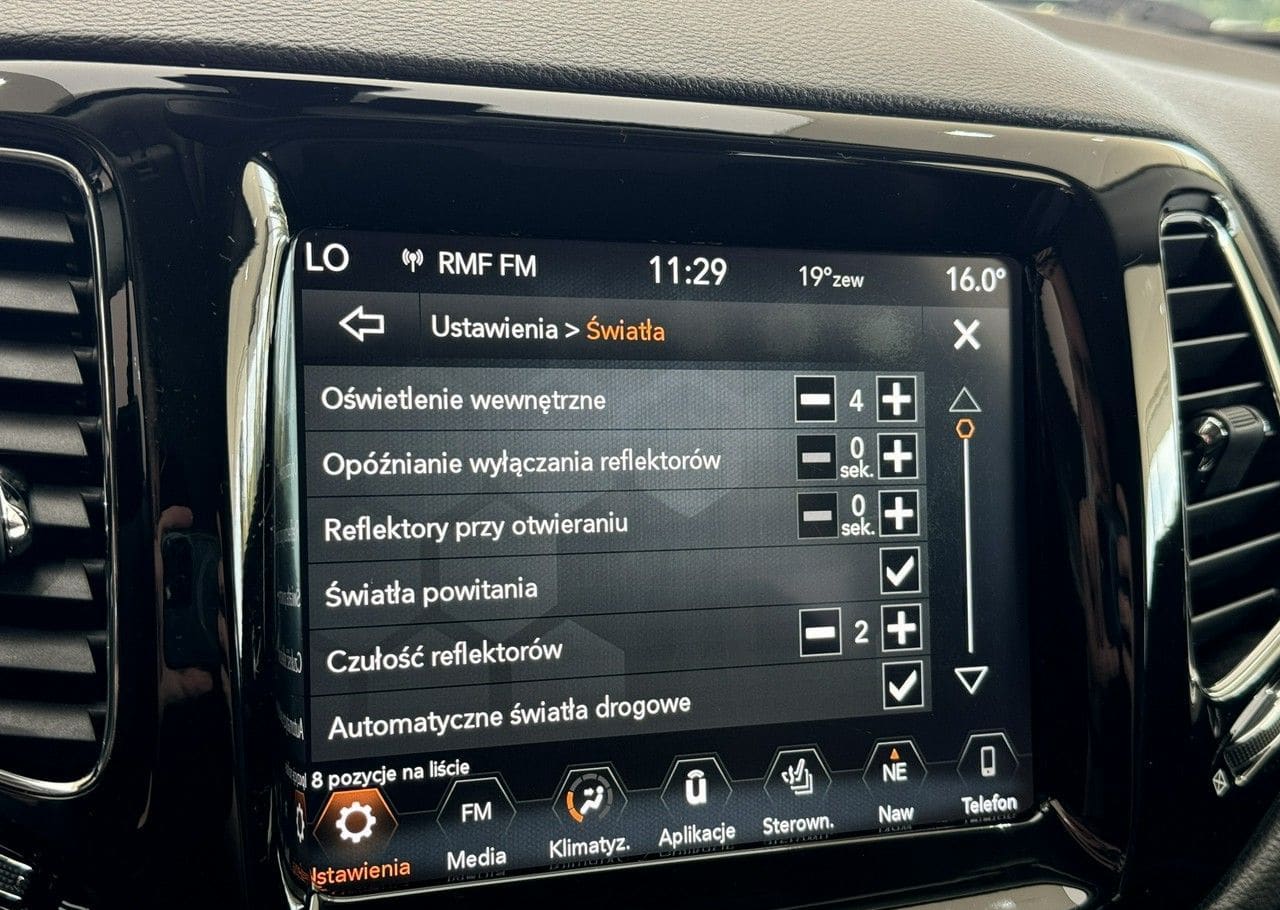 LO RMF FM 11:29 19°zew 16.0°
Ustawienia > Światła
Oświetlenie wewnętrzne 4
Opóźnianie wyłączania reflektorów 0 sek.
Reflektory przy otwieraniu 0 sek.
Światła powitania
Czułość reflektorów 2
Automatyczne światła drogowe
8 pozycje na liście
FM NE
Ustawienia Media Klimatyz. Aplikacje Sterown. Naw Telefon